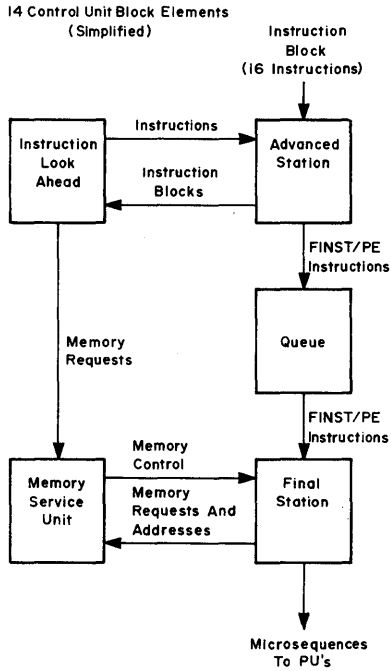 14 Control Unit Block Elements
(Simplified)
Instruction
Block
(16 Instructions)
Instruction
Look
Ahead
Instructions
Instruction
Blocks
Advanced
Station
FINST/PE
Instructions
Queue
Memory
Requests
FINST/PE
Instructions
Memory
Service
Unit
Memory
Control
Memory
Requests And
Addresses
Final
Station
Microsequences
To PU's